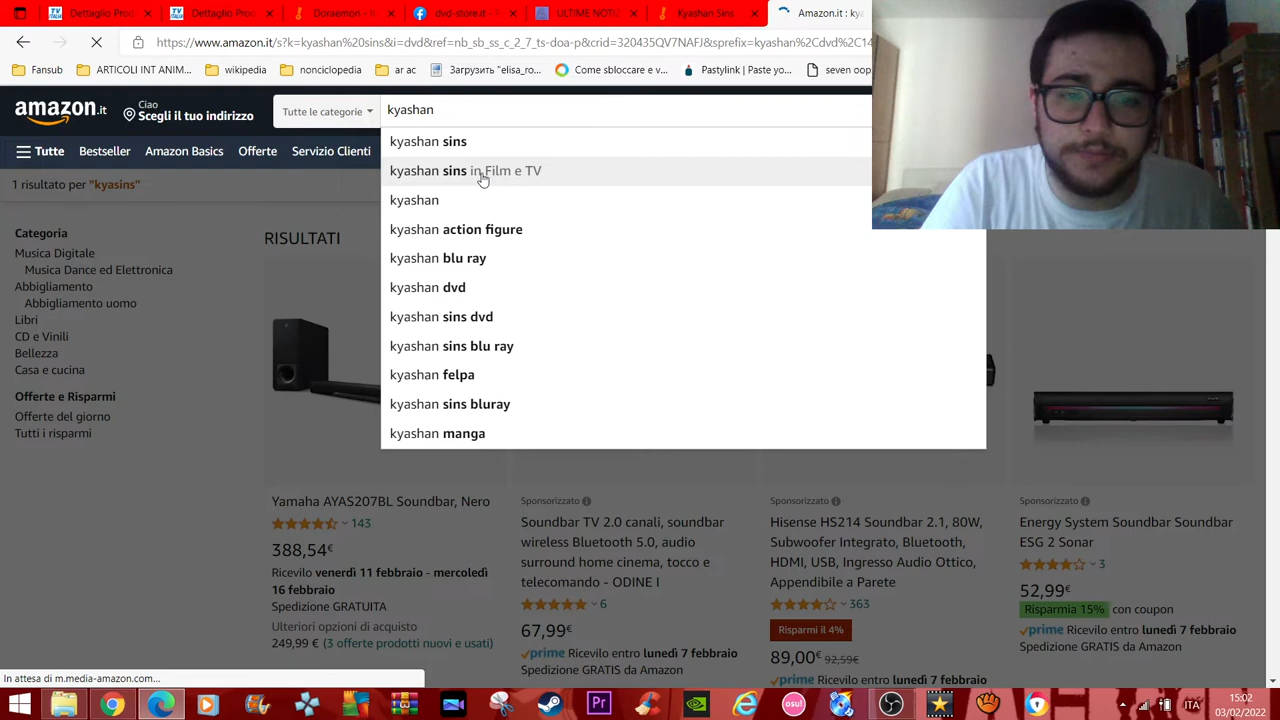 Dettaglio Prod
Dettaglio Prod
Doraemon - I
dvd-store.it - P
ULTIME NOTIZ
Kyashan Sins
Amazon.it : ky
https://www.amazon.it/s?k=kyashan%20sins&i=dvd&ref=nb_sb_ss_c_2_7_ts-doa-p&crid=320435QV7NAFJ&sprefix=kyashan%2Cdvd%2C14
Fansub
ARTICOLI INT ANIM...
wikipedia
nonciclopedia
ar ac
Загрузить "elisa_ro...
Come sbloccare e v...
Pastylink | Paste yo...
seven oop
amazon.it
Ciao
Scegli il tuo indirizzo
Tutte le categorie
kyashan
Tutte
Bestseller
Amazon Basics
Offerte
Servizio Clienti
kyashan sins
kyashan sins in Film e TV
kyashan
kyashan action figure
kyashan blu ray
kyashan dvd
kyashan sins dvd
kyashan sins blu ray
kyashan felpa
kyashan sins bluray
kyashan manga
1 risultato per "kyasins"
Categoria
Musica Digitale
Musica Dance ed Elettronica
Abbigliamento
Abbigliamento uomo
Libri
CD e Vinili
Bellezza
Casa e cucina
Offerte e Risparmi
Offerte del giorno
Tutti i risparmi
RISULTATI
Yamaha AYAS207BL Soundbar, Nero
143
388,54€
Ricevilo venerdì 11 febbraio - mercoledì
16 febbraio
Spedizione GRATUITA
Ulteriori opzioni di acquisto
249,99 € (3 offerte prodotti nuovi e usati)
Sponsorizzato
Soundbar TV 2.0 canali, soundbar
wireless Bluetooth 5.0, audio
surround home cinema, tocco e
telecomando - ODINE I
6
67,99€
prime Ricevilo entro lunedì 7 febbraio
Spedizione GRATIS da Amazon
Sponsorizzato
Hisense HS214 Soundbar 2.1, 80W,
Subwoofer Integrato, Bluetooth,
HDMI, USB, Ingresso Audio Ottico,
Appendibile a Parete
363
Risparmi il 4%
89,00€ 92,59€
prime Ricevilo entro lunedì 7 febbraio
Sponsorizzato
Energy System Soundbar Soundbar
ESG 2 Sonar
3
52,99€
Risparmia 15% con coupon
prime Ricevilo entro lunedì 7 febbraio
Spedizione GRATIS da Amazon
In attesa di m.media-amazon.com...
Pr
osu!
ITA
15:02
03/02/2022